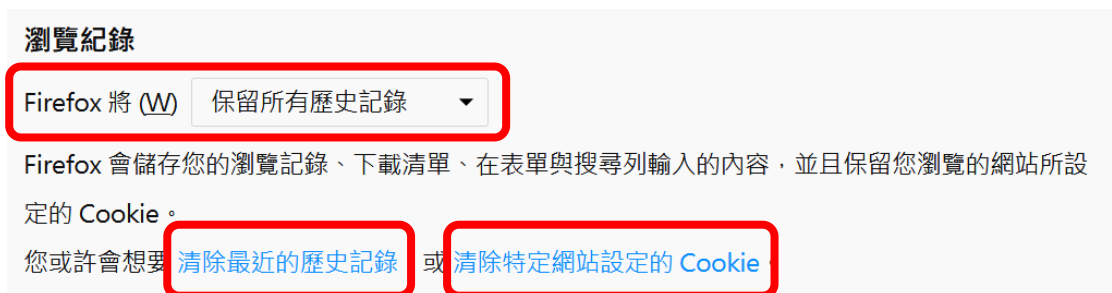 瀏覽紀錄
Firefox 將 (W) 保留所有歷史記錄
Firefox 會儲存您的瀏覽記錄、下載清單、在表單與搜尋列輸入的內容，並且保留您瀏覽的網站所設
定的 Cookie。
您或許會想要 清除最近的歷史記錄 或 清除特定網站設定的 Cookie。